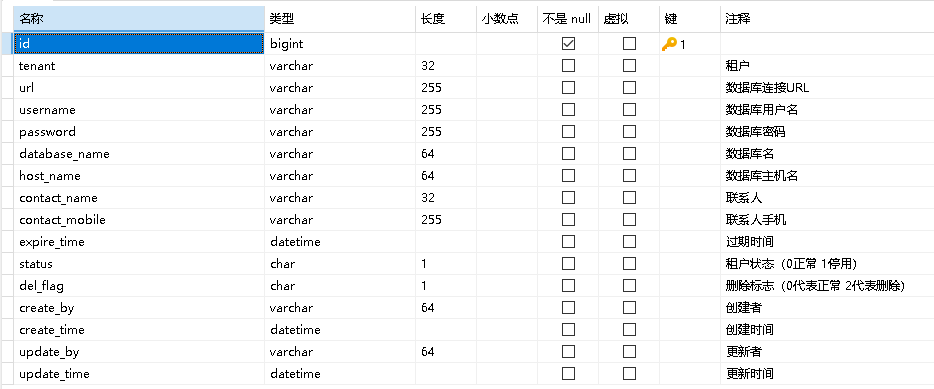 名称 类型 长度 小数点 不是 null 虚拟 键 注释
id bigint 1
tenant varchar 32 租户
url varchar 255 数据库连接URL
username varchar 255 数据库用户名
password varchar 255 数据库密码
database_name varchar 64 数据库名
host_name varchar 64 数据库主机名
contact_name varchar 32 联系人
contact_mobile varchar 255 联系人手机
expire_time datetime 过期时间
status char 1 租户状态（0正常 1停用）
del_flag char 1 删除标志（0代表正常 2代表删除）
create_by varchar 64 创建者
create_time datetime 创建时间
update_by varchar 64 更新者
update_time datetime 更新时间